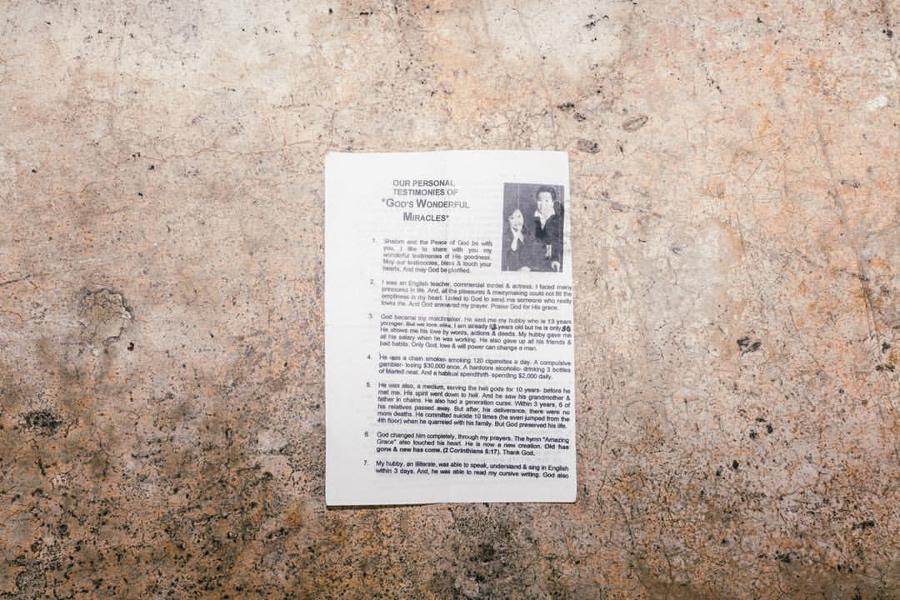 OUR PERSONAL
TESTIMONIES OF
"GOD'S WONDERFUL
MIRACLES"
1. Shalom and the Peace of God be with
you. I like to share with you my
wonderful testimonies of His goodness.
May our testimonies, bless & touch your
hearts. And may God be glorified.
2. I was an English teacher, commercial model & actress. I faced many
pressures in life. And, all the pleasures & merrymaking could not fill the
emptiness in my heart. I asked to God to send me someone who really
loves me. And God answered my prayer. Praise God for His grace.
3. God became my matchmaker. He sent me my hubby who is 13 years
younger. But we look alike, I am already years old but he is only
He shows me his love by words, actions & deeds. My hubby gave me
all his salary when he was working. He also gave up all his friends &
bad habits. Only God, love & will power can change a man.
4. He was a chain smoker- smoking 120 cigarettes a day. A compulsive
gambler- losing $30,000 once. A hardcore alcoholic- drinking 3 bottles
of Martell neat. And a habitual spendthrift- spending $2,000 daily.
5. He was also, a medium, serving the hell gods for 10 years- before he
met me. His spirit went down to hell. And he saw his grandmother &
father in chains. He also had a generation curse. Within 3 years, 6 of
his relatives passed away. But after, his deliverance, there were no
more deaths. He committed suicide 10 times (he even jumped from the
4th floor) when he quarreled with his family. But God preserved his life.
6. God changed him completely, through my prayers. The hymn "Amazing
Grace" also touched his heart. He is now a new creation. Old has
gone & new has come. (2 Corinthians 5:17). Thank God.
7. My hubby, an illiterate, was able to speak, understand & sing in English
within 3 days. And, he was able to read my cursive writing. God also